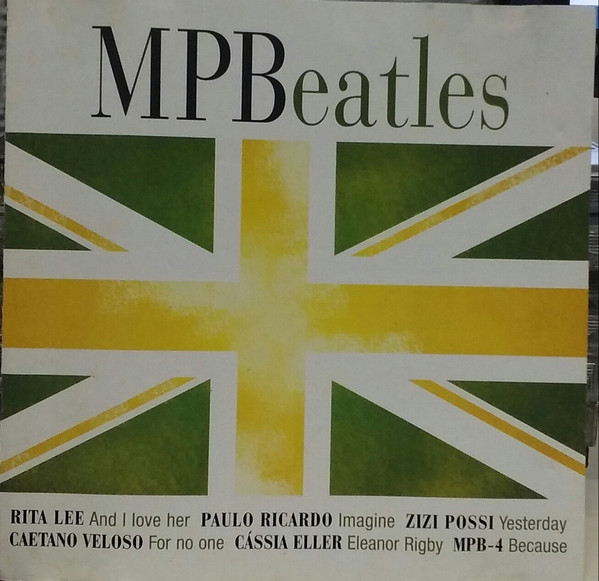 MPBeatles
RITA LEE And I love her PAULO RICARDO Imagine ZIZI POSSI Yesterday
CAETANO VELOSO For no one CÁSSIA ELLER Eleanor Rigby MPB-4 Because